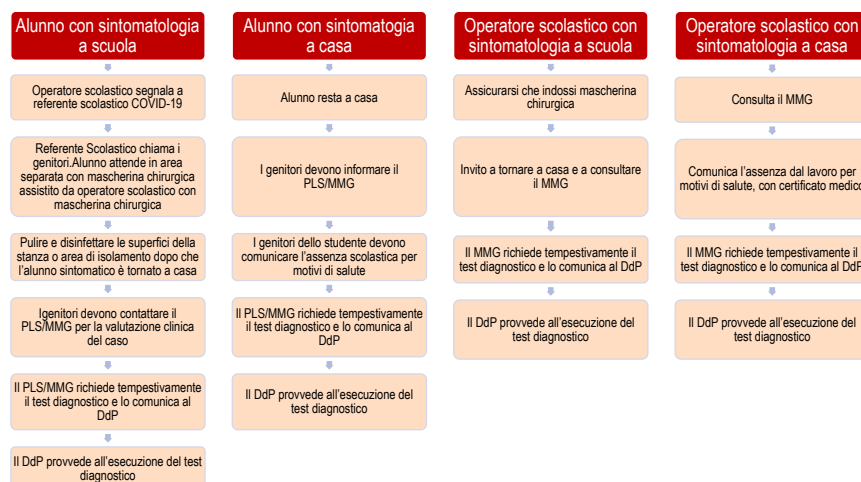 Alunno con sintomatologia
a scuola
Operatore scolastico segnala a
referente scolastico COVID-19
Referente Scolastico chiama i
genitori.Alunno attende in area
separata con mascherina chirurgica
assistito da operatore scolastico con
mascherina chirurgica
Pulire e disinfettare le superfici della
stanza o area di isolamento dopo che
l'alunno sintomatico è tornato a casa
Igenitori devono contattare il
PLS/MMG per la valutazione clinica
del caso
Il PLS/MMG richiede tempestivamente
il test diagnostico e lo comunica al
DdP
Il DdP provvede all'esecuzione del test
diagnostico
Alunno con sintomatogia
a casa
Alunno resta a casa
I genitori devono informare il
PLS/MMG
I genitori dello studente devono
comunicare l'assenza scolastica per
motivi di salute
Il PLS/MMG richiede tempestivamente
il test diagnostico e lo comunica al
DdP
Il DdP provvede all'esecuzione del
test diagnostico
Operatore scolastico con
sintomatologia a scuola
Assicurarsi che indossi mascherina
chirurgica
Invito a tornare a casa e a consultare
il MMG
Il MMG richiede tempestivamente il
test diagnostico e lo comunica al DdP
Il DdP provvede all'esecuzione del
test diagnostico
Operatore scolastico con
sintomatologia a casa
Consulta il MMG
Comunica l'assenza dal lavoro per
motivi di salute, con certificato medico
Il MMG richiede tempestivamente il
test diagnostico e lo comunica al DdP
Il DdP provvede all'esecuzione del
test diagnostico